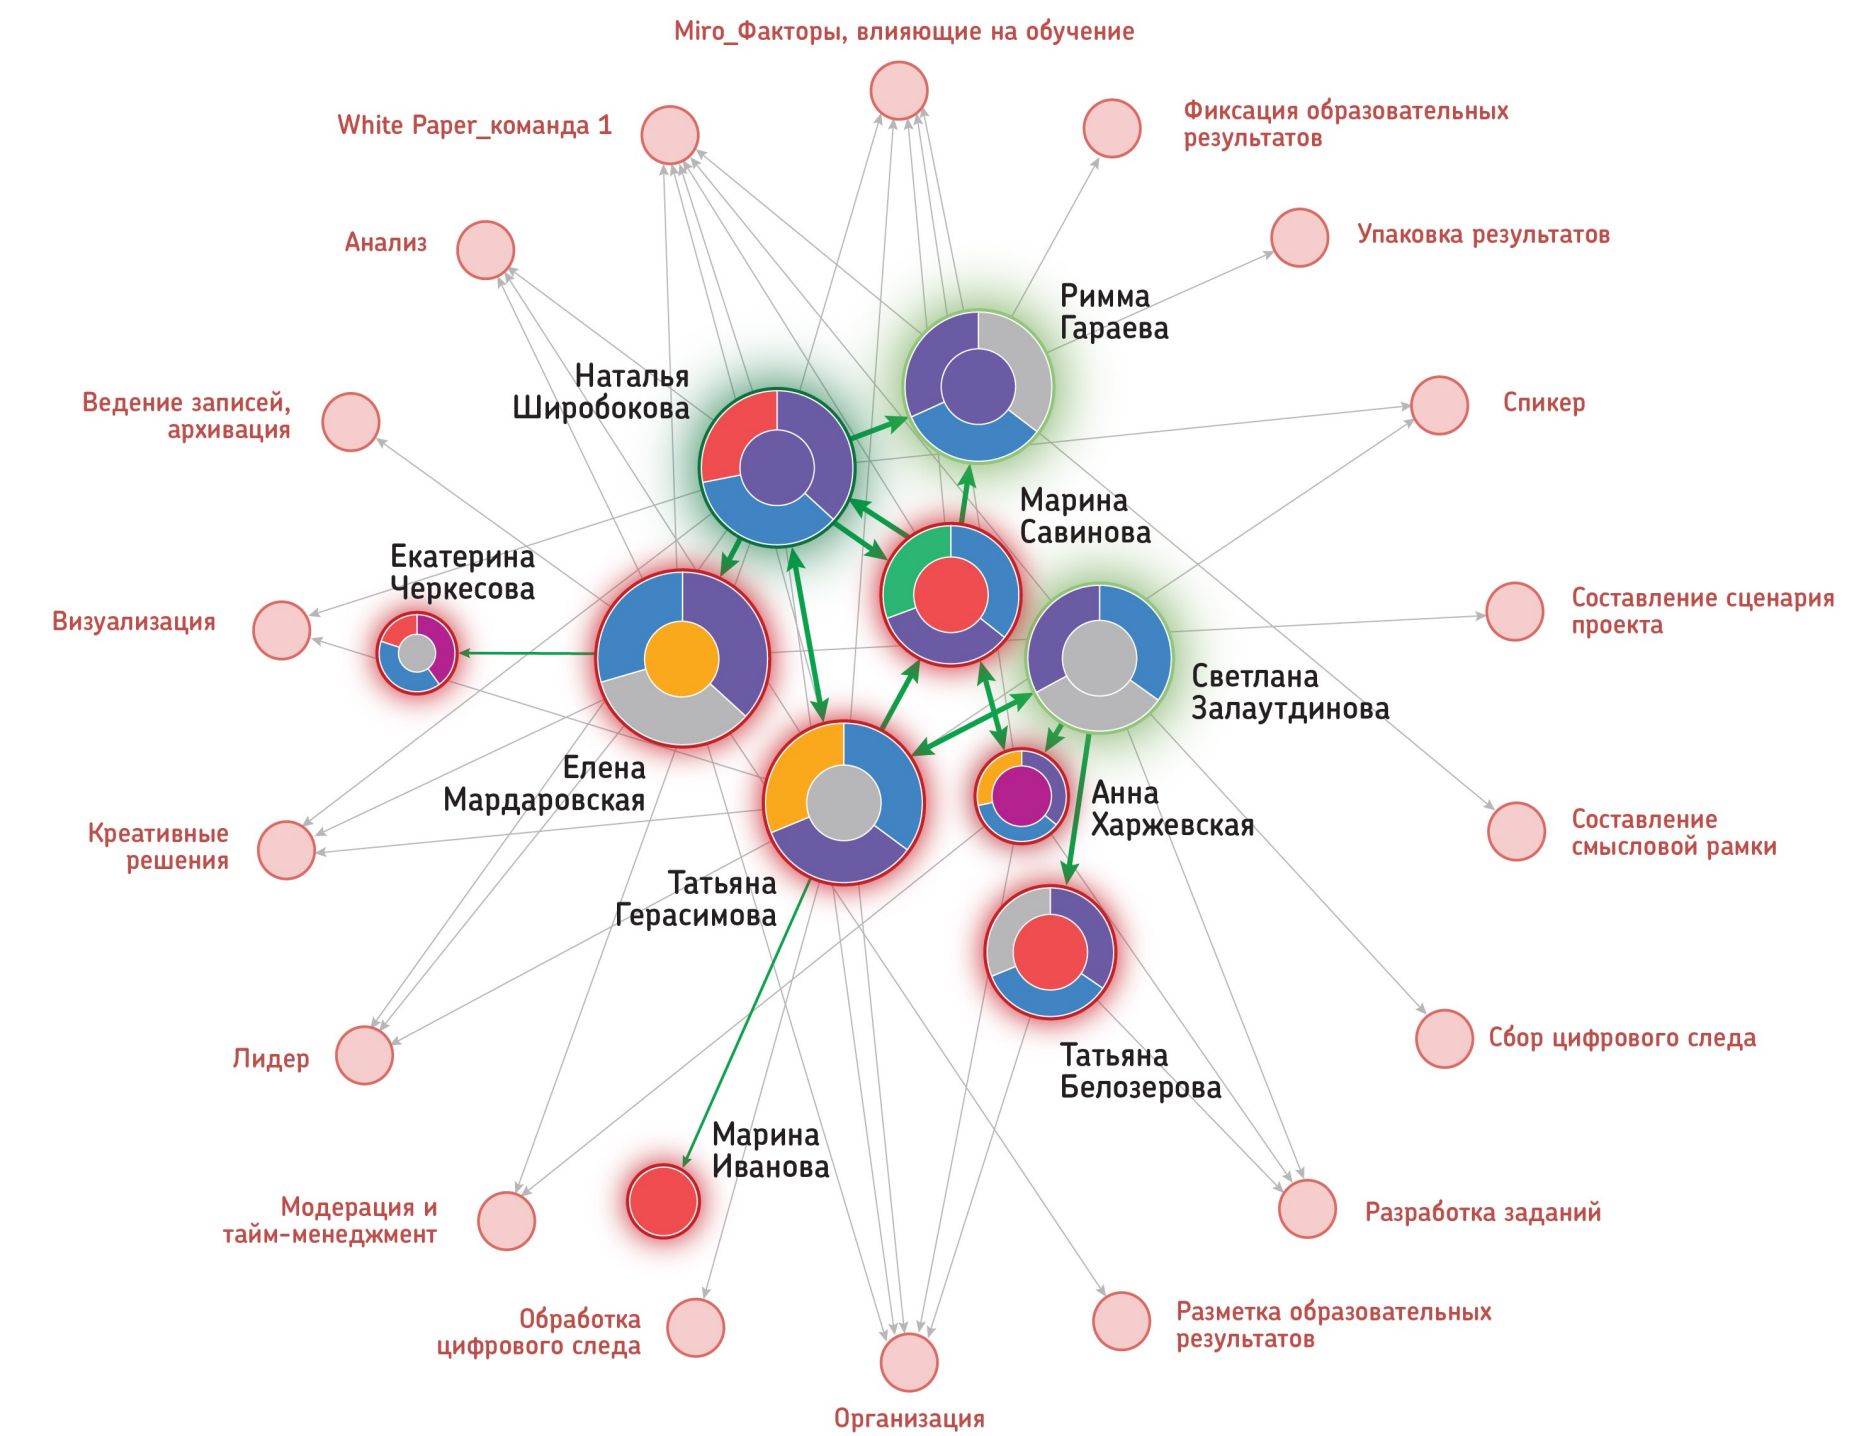 Miro_Факторы, влияющие на обучение
White Paper_команда 1
Фиксация образовательных
результатов
Анализ
Упаковка результатов
Римма
Гараева
Наталья
Широбокова
Ведение записей,
архивация
Спикер
Марина
Савинова
Екатерина
Черкесова
Визуализация
Составление сценария
проекта
Светлана
Залаутдинова
Елена
Мардаровская
Анна
Харжевская
Креативные
решения
Составление
смысловой рамки
Татьяна
Герасимова
Лидер
Сбор цифрового следа
Татьяна
Белозерова
Марина
Иванова
Модерация и
тайм-менеджмент
Разработка заданий
Обработка
цифрового следа
Разметка образовательных
результатов
Организация